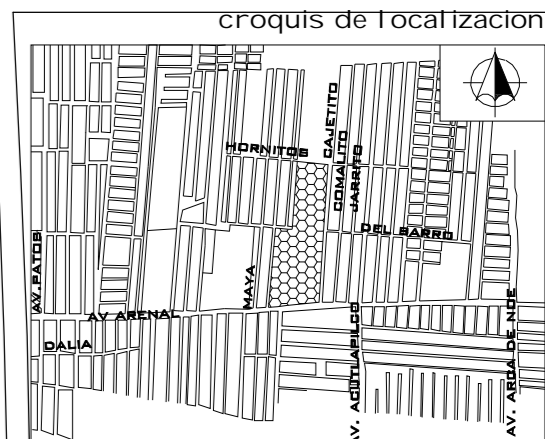 croquis de localizacion
CAJETITO
HORNITOS
COMALITO
JARRITO
DEL BARRO
AV.PATOS
MAYA
AV ARENAL
DALIA
AV. ACUTLAPILCO
AV. ARCA DE NOE